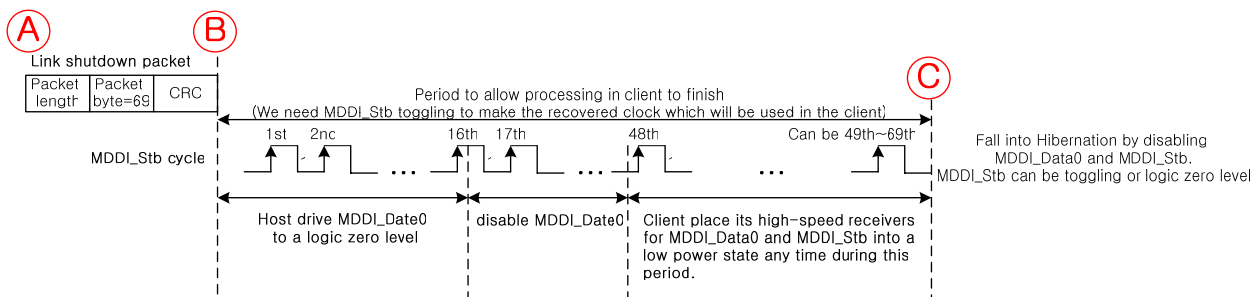 A
B
C
Link shutdown packet
Packet length
Packet byte=69
CRC
Period to allow processing in client to finish
(We need MDDI_Stb toggling to make the recovered clock which will be used in the client)
1st 2nc 16th 17th 48th Can be 49th~69th
MDDI_Stb cycle
Fall into Hibernation by disabling
MDDI_Data0 and MDDI_Stb.
MDDI_Stb can be toggling or logic zero level
Host drive MDDI_Date0
to a logic zero level
disable MDDI_Date0
Client place its high-speed receivers
for MDDI_Data0 and MDDI_Stb into a
low power state any time during this
period.